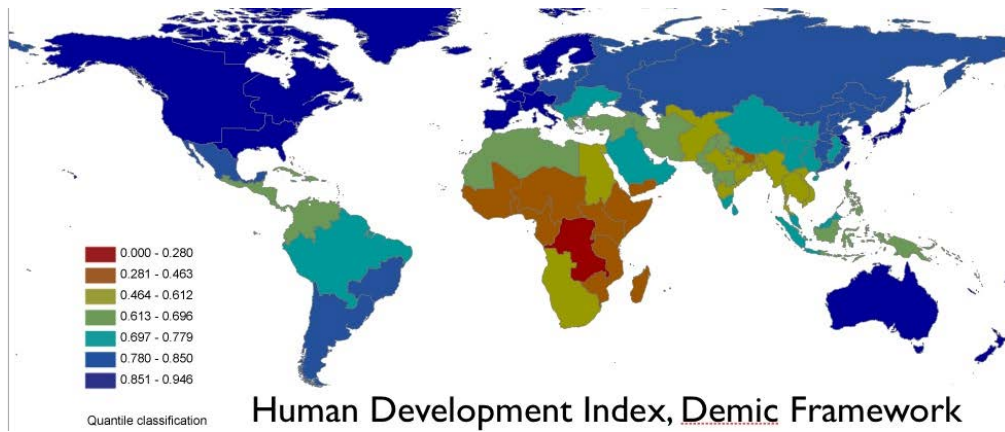 0.000 - 0.280
0.281 - 0.463
0.464 - 0.612
0.613 - 0.696
0.697 - 0.779
0.780 - 0.850
0.851 - 0.946
Quantile classification
Human Development Index, Demic Framework